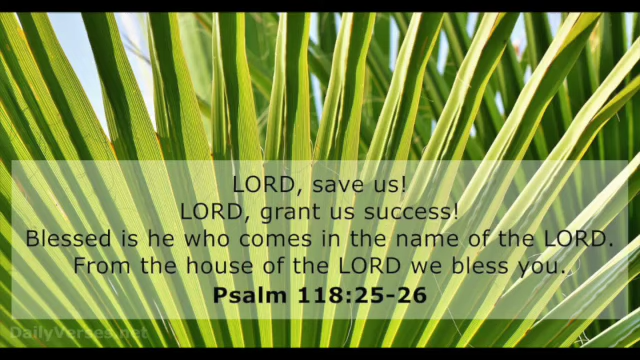 LORD, save us!
LORD, grant us success!
Blessed is he who comes in the name of the LORD.
From the house of the LORD we bless you.
Psalm 118:25-26
DailyVerses.net